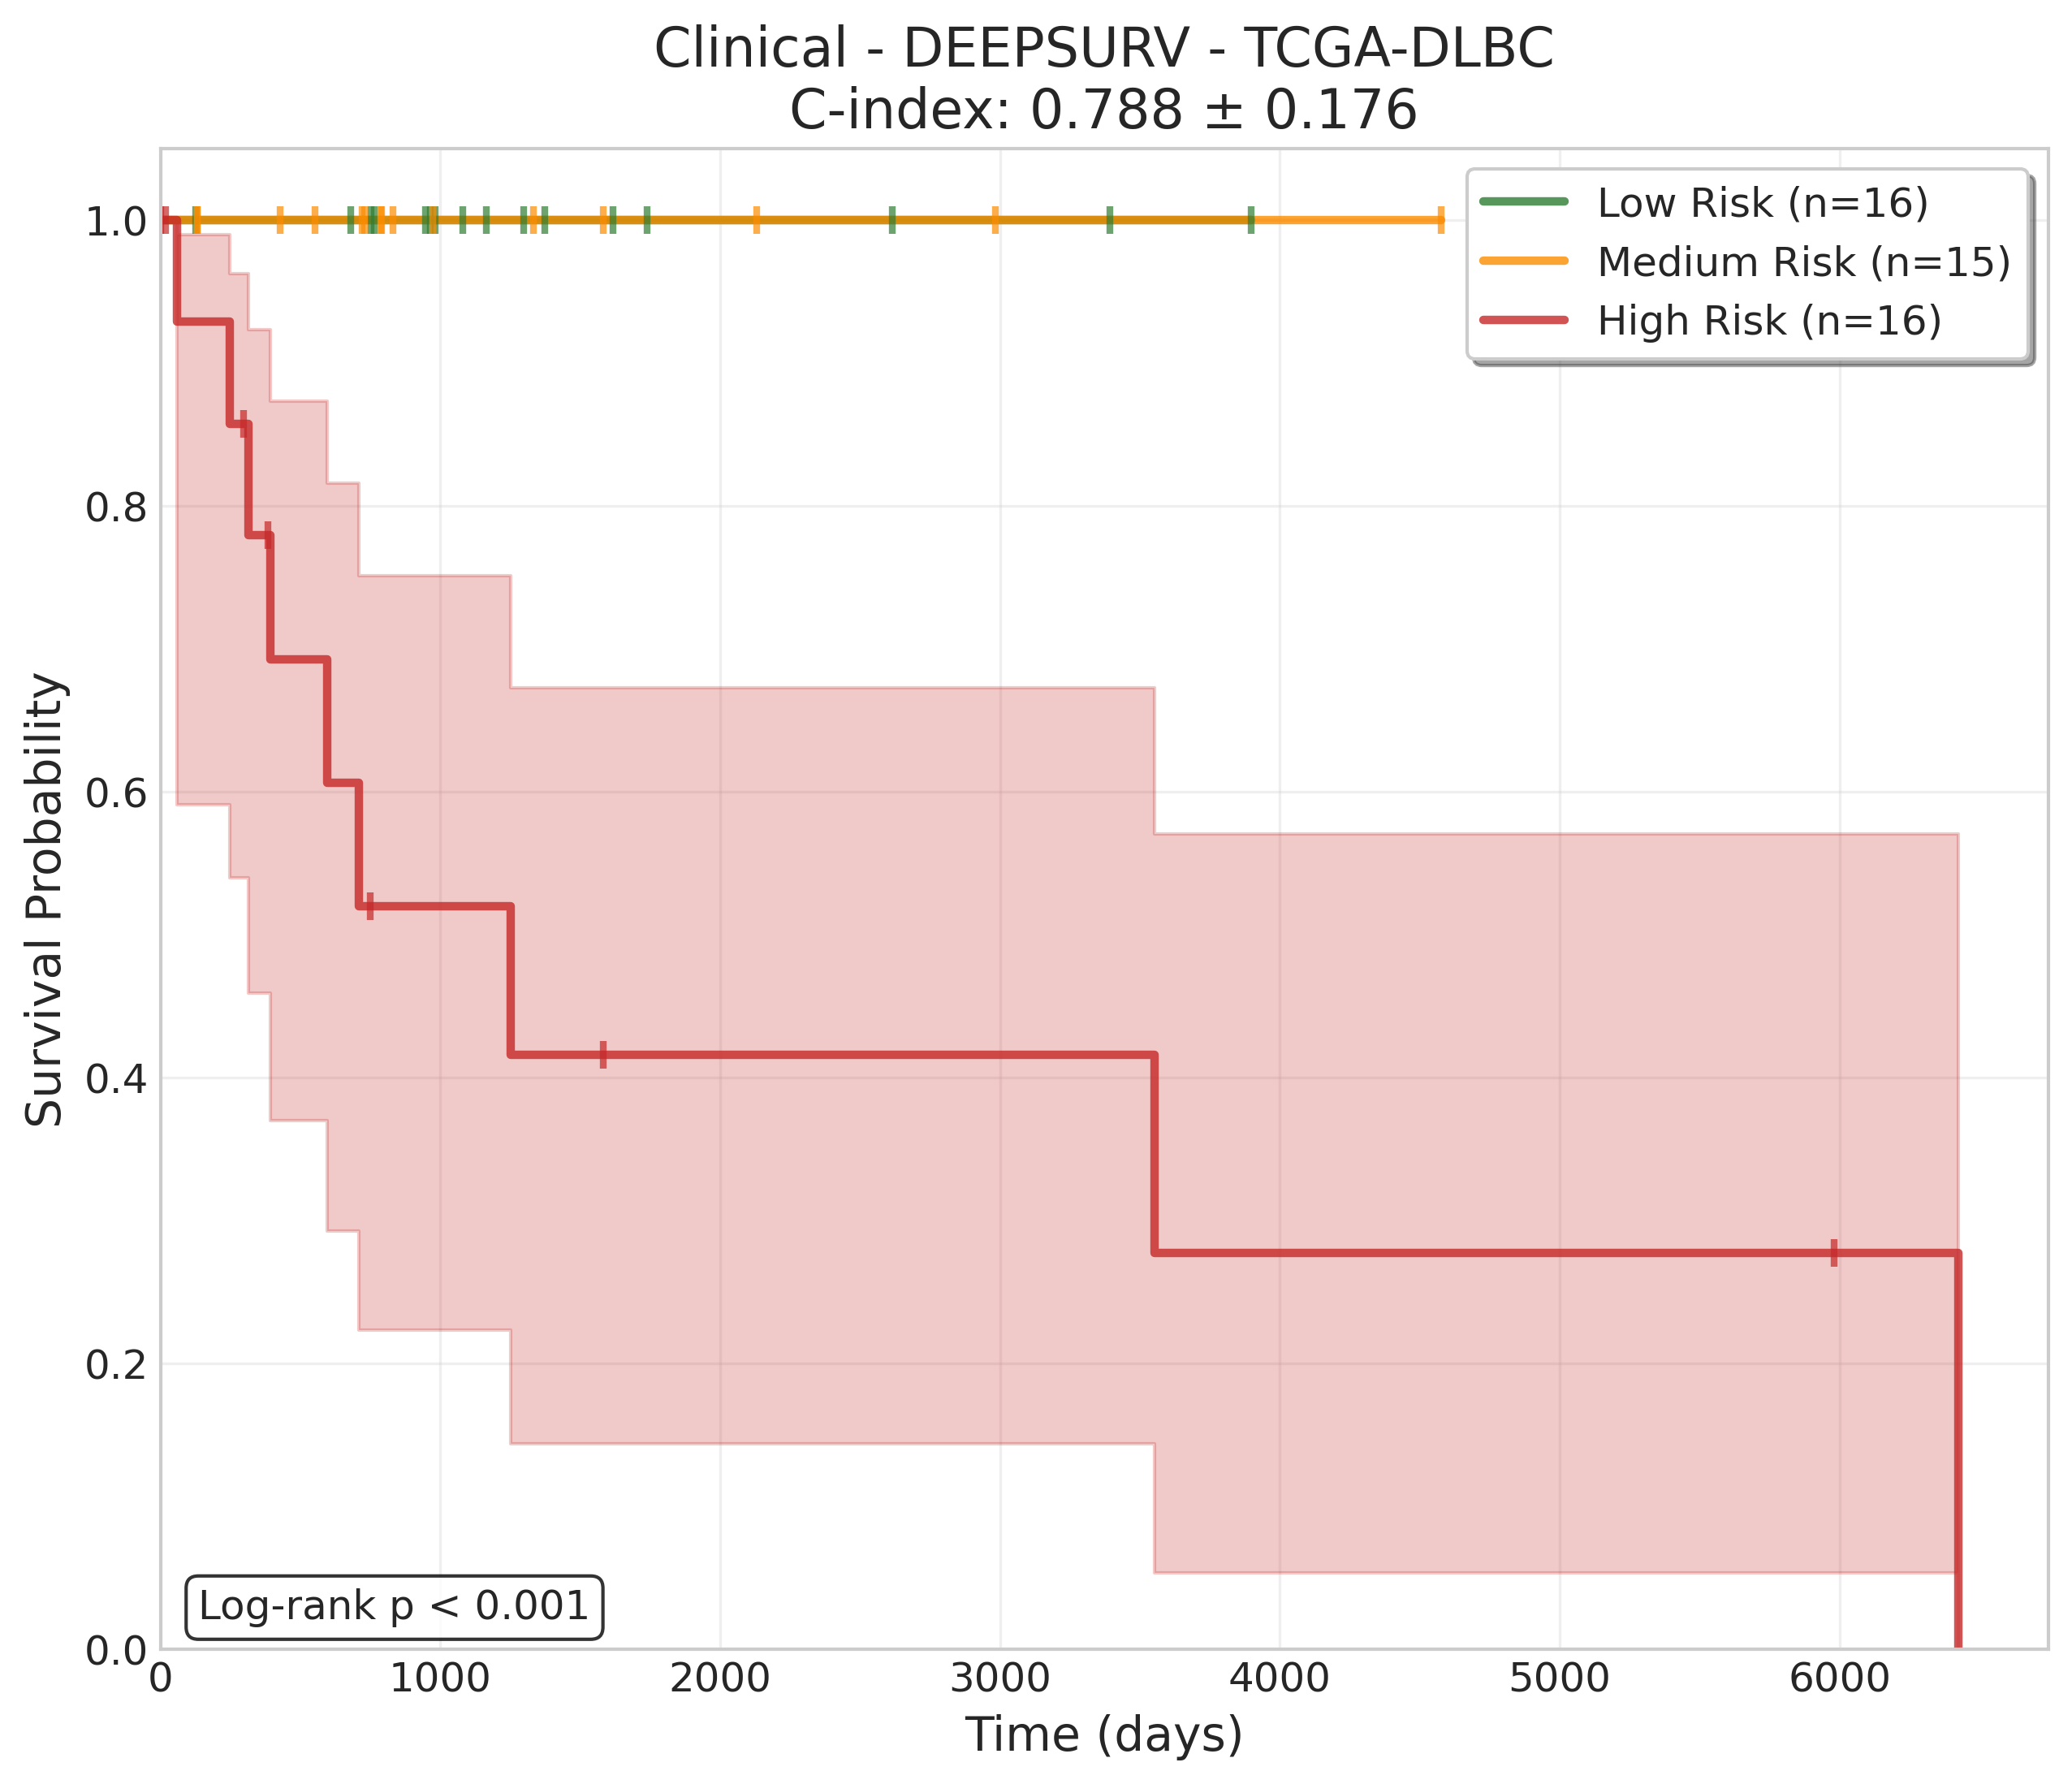 Clinical - DEEPSURV - TCGA-DLBC
C-index: 0.788 ± 0.176
Low Risk (n=16)
Medium Risk (n=15)
High Risk (n=16)
Survival Probability
1.0
0.8
0.6
0.4
0.2
0.0
Log-rank p < 0.001
0 1000 2000 3000 4000 5000 6000
Time (days)